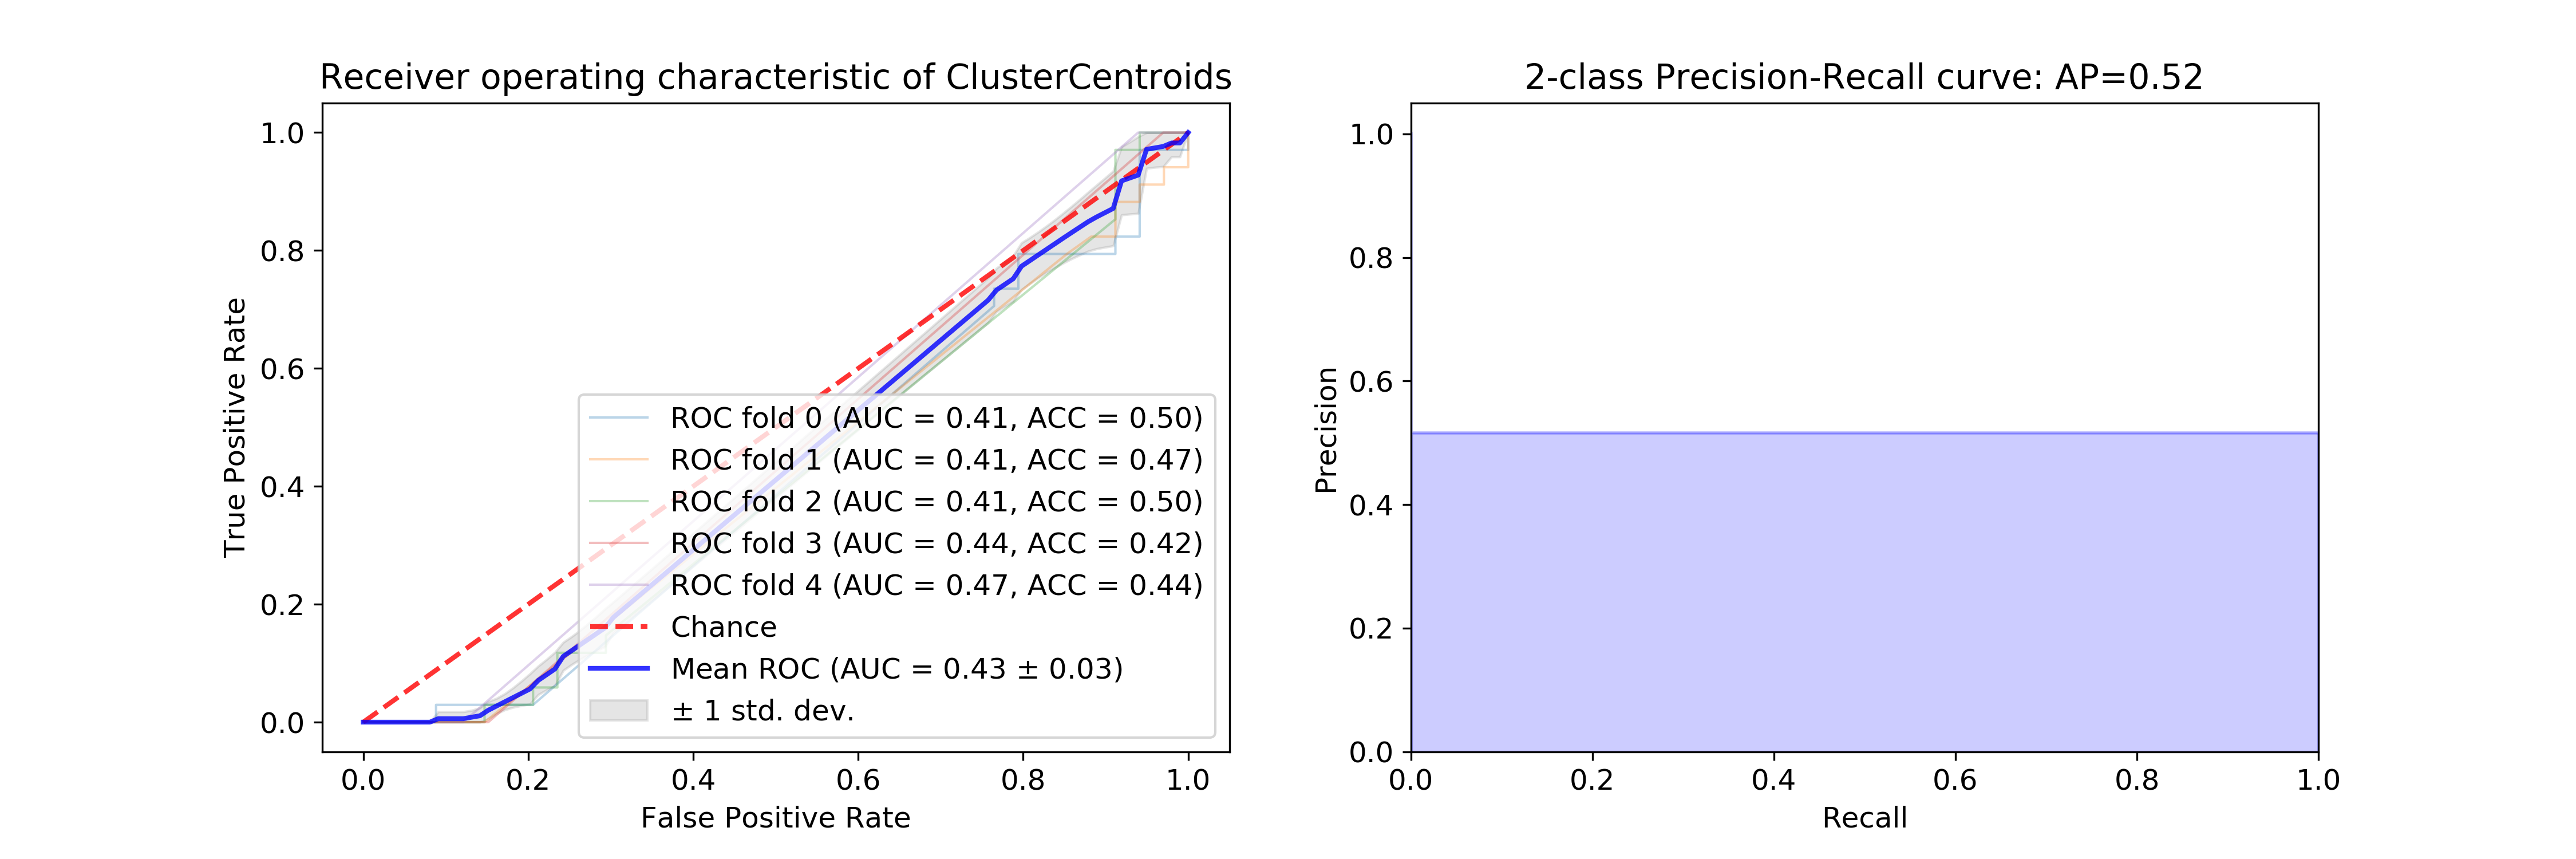 Receiver operating characteristic of ClusterCentroids
True Positive Rate
1.0
0.8
0.6
0.4
0.2
0.0
ROC fold 0 (AUC = 0.41, ACC = 0.50)
ROC fold 1 (AUC = 0.41, ACC = 0.47)
ROC fold 2 (AUC = 0.41, ACC = 0.50)
ROC fold 3 (AUC = 0.44, ACC = 0.42)
ROC fold 4 (AUC = 0.47, ACC = 0.44)
Chance
Mean ROC (AUC = 0.43 ± 0.03)
± 1 std. dev.
0.0 0.2 0.4 0.6 0.8 1.0
False Positive Rate
2-class Precision-Recall curve: AP=0.52
Precision
1.0
0.8
0.6
0.4
0.2
0.0
0.0 0.2 0.4 0.6 0.8 1.0
Recall